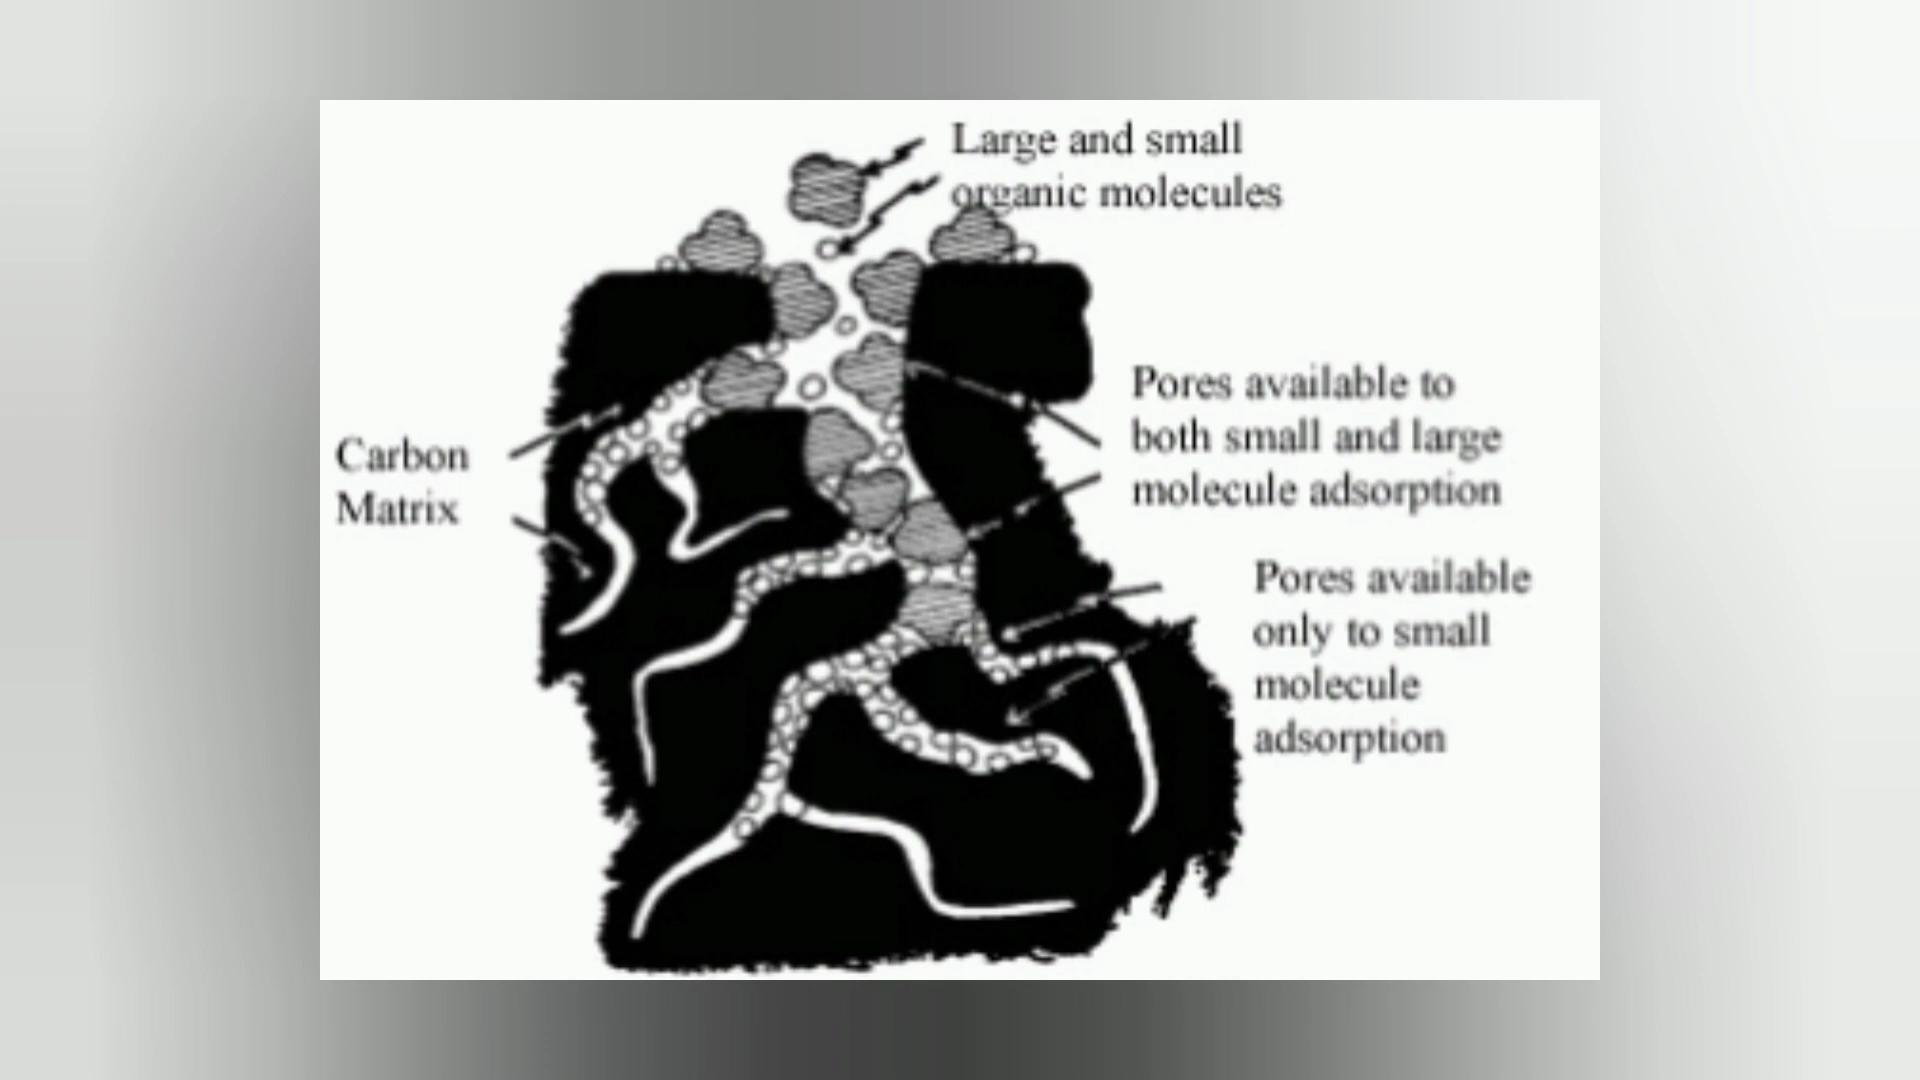 Large and small
organic molecules
Carbon
Matrix
Pores available to
both small and large
molecule adsorption
Pores available
only to small
molecule
adsorption